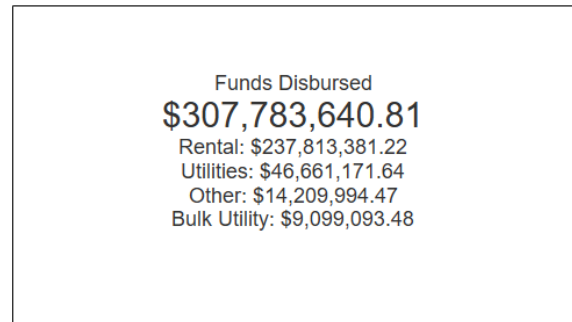 Funds Disbursed
$307,783,640.81
Rental: $237,813,381.22
Utilities: $46,661,171.64
Other: $14,209,994.47
Bulk Utility: $9,099,093.48